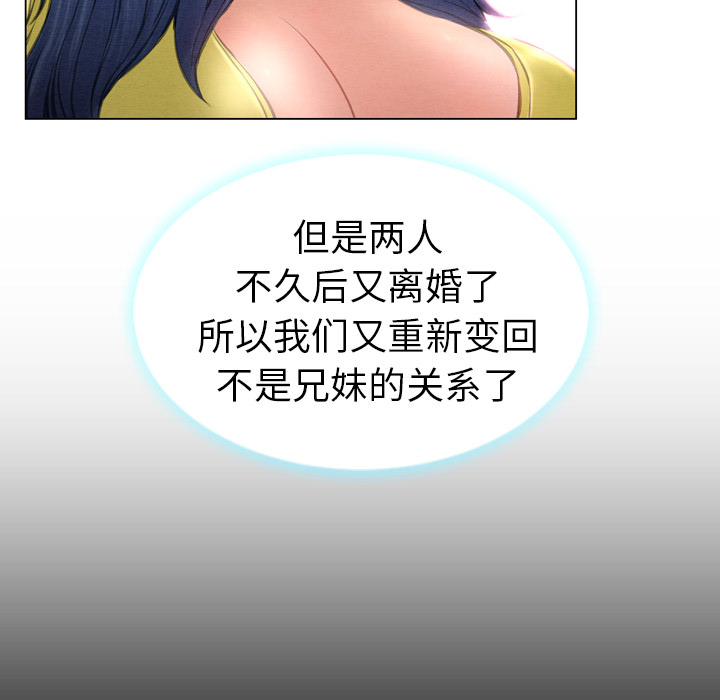 但是两人
不久后又离婚了
所以我们又重新变回
不是兄妹的关系了